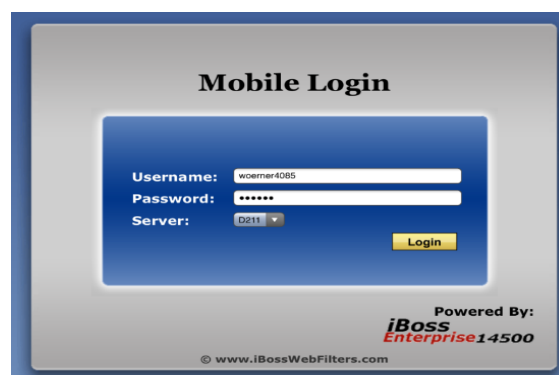 Mobile Login
Username: woerner4085
Password: ••••••
Server: D211
Login
Powered By:
iBoss
Enterprise14500
© www.iBossWebFilters.com